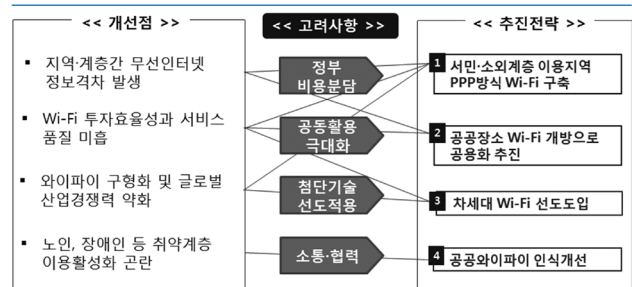 << 개선점 >>
<< 고려사항 >>
<< 추진전략 >>
▪ 지역·계층간 무선인터넷
정보격차 발생
▪ Wi-Fi 투자효율성과 서비스
품질 미흡
▪ 와이파이 구형화 및 글로벌
산업경쟁력 약화
▪ 노인, 장애인 등 취약계층
이용활성화 곤란
정부
비용분담
공동활용
극대화
첨단기술
선도적용
소통·협력
1 서민·소외계층 이용지역
PPP방식 Wi-Fi 구축
2 공공장소 Wi-Fi 개방으로
공용화 추진
3 차세대 Wi-Fi 선도도입
4 공공와이파이 인식개선